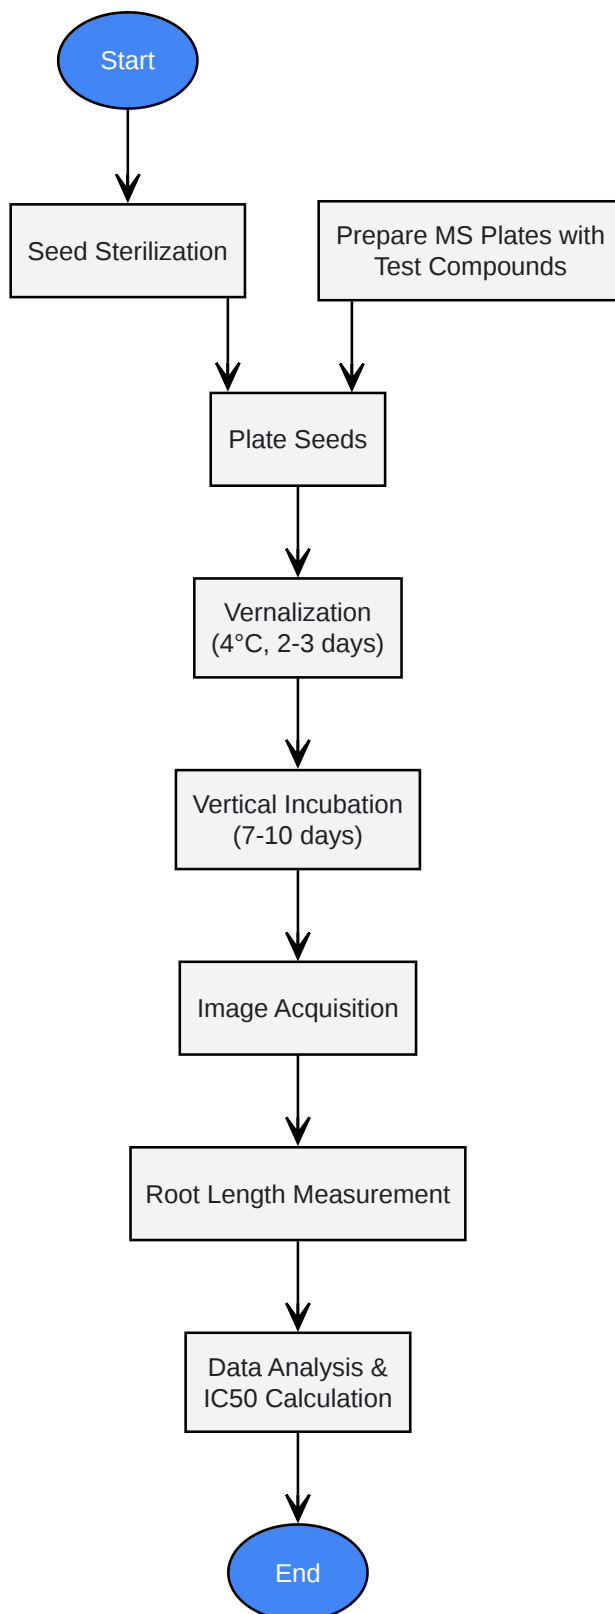 Start
Seed Sterilization
Prepare MS Plates with
Test Compounds
Plate Seeds
Vernalization
(4°C, 2-3 days)
Vertical Incubation
(7-10 days)
Image Acquisition
Root Length Measurement
Data Analysis &
IC50 Calculation
End